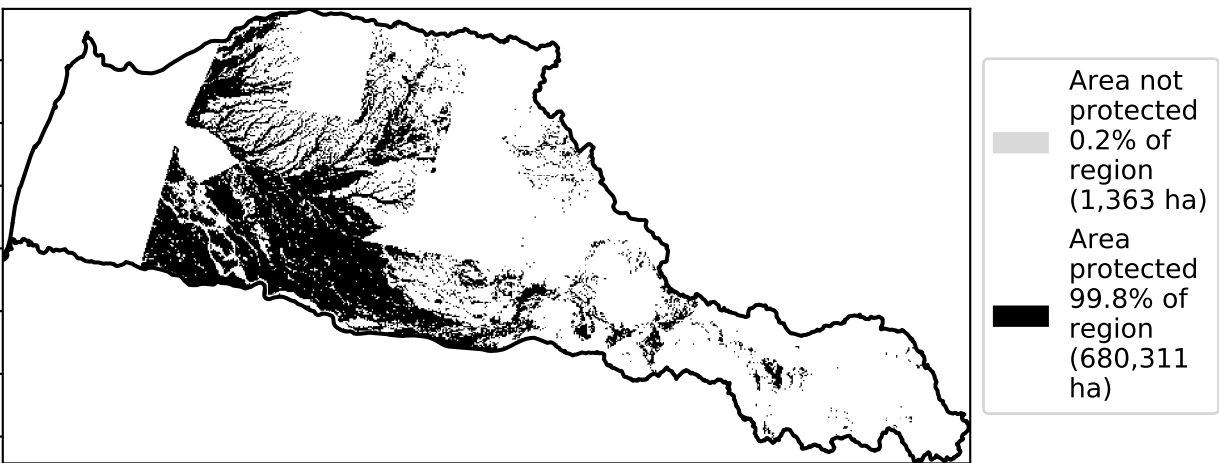 Area not
protected
0.2% of
region
(1,363 ha)
Area
protected
99.8% of
region
(680,311
ha)